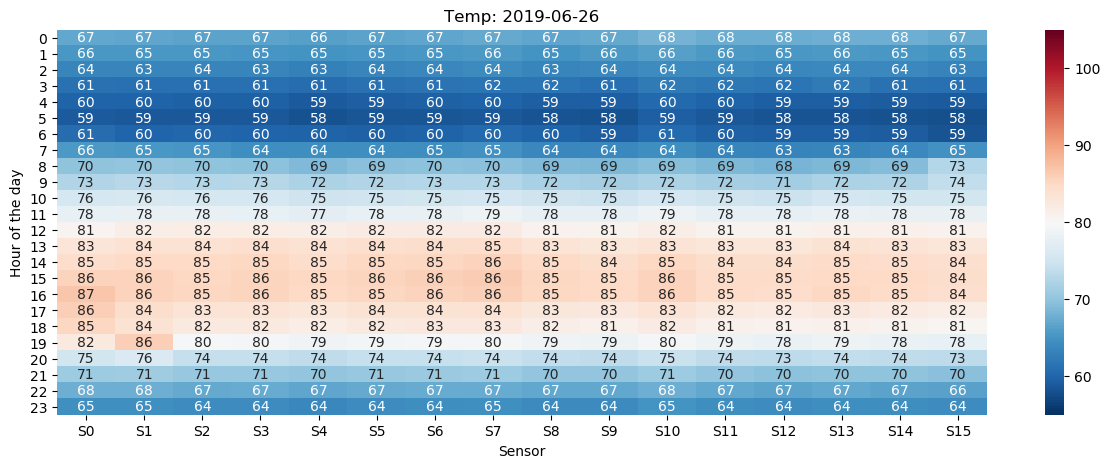 Temp: 2019-06-26
Hour of the day
0 67 67 67 67 66 67 67 67 67 67 68 68 68 68 68 67
1 66 65 65 65 65 65 65 66 65 66 66 66 65 66 65 65
2 64 63 64 63 63 64 64 64 63 64 64 64 64 64 64 63
3 61 61 61 61 61 61 61 62 62 61 62 62 62 62 61 61
4 60 60 60 60 59 59 60 60 59 59 60 60 59 59 59 59
5 59 59 59 59 58 59 59 59 58 58 59 59 58 58 58 58
6 61 60 60 60 60 60 60 60 60 59 61 60 59 59 59 59
7 66 65 65 64 64 64 65 65 64 64 64 64 63 63 64 65
8 70 70 70 70 69 69 70 70 69 69 69 69 68 69 69 73
9 73 73 73 73 72 72 73 73 72 72 72 72 71 72 72 74
10 76 76 76 76 75 75 75 75 75 75 75 75 75 75 75 75
11 78 78 78 78 77 78 78 79 78 78 79 78 78 78 78 78
12 81 82 82 82 82 82 82 82 81 81 82 81 81 81 81 81
13 83 84 84 84 84 84 84 85 83 83 83 83 83 84 83 83
14 85 85 85 85 85 85 85 86 85 84 85 84 84 85 85 84
15 86 86 85 86 85 86 86 86 85 85 86 85 85 85 85 84
16 87 86 85 86 85 85 86 86 85 85 86 85 85 85 85 84
17 86 84 83 83 83 84 84 84 83 83 83 82 82 83 82 82
18 85 84 82 82 82 82 83 83 82 81 82 81 81 81 81 81
19 82 86 80 80 79 79 79 80 79 79 80 79 78 79 78 78
20 75 76 74 74 74 74 74 74 74 74 75 74 73 74 74 73
21 71 71 71 71 70 71 71 71 70 70 71 70 70 70 70 70
22 68 68 67 67 67 67 67 67 67 67 68 67 67 67 67 66
23 65 65 64 64 64 64 64 65 64 64 65 64 64 64 64 64
S0 S1 S2 S3 S4 S5 S6 S7 S8 S9 S10 S11 S12 S13 S14 S15
Sensor
100
90
80
70
60